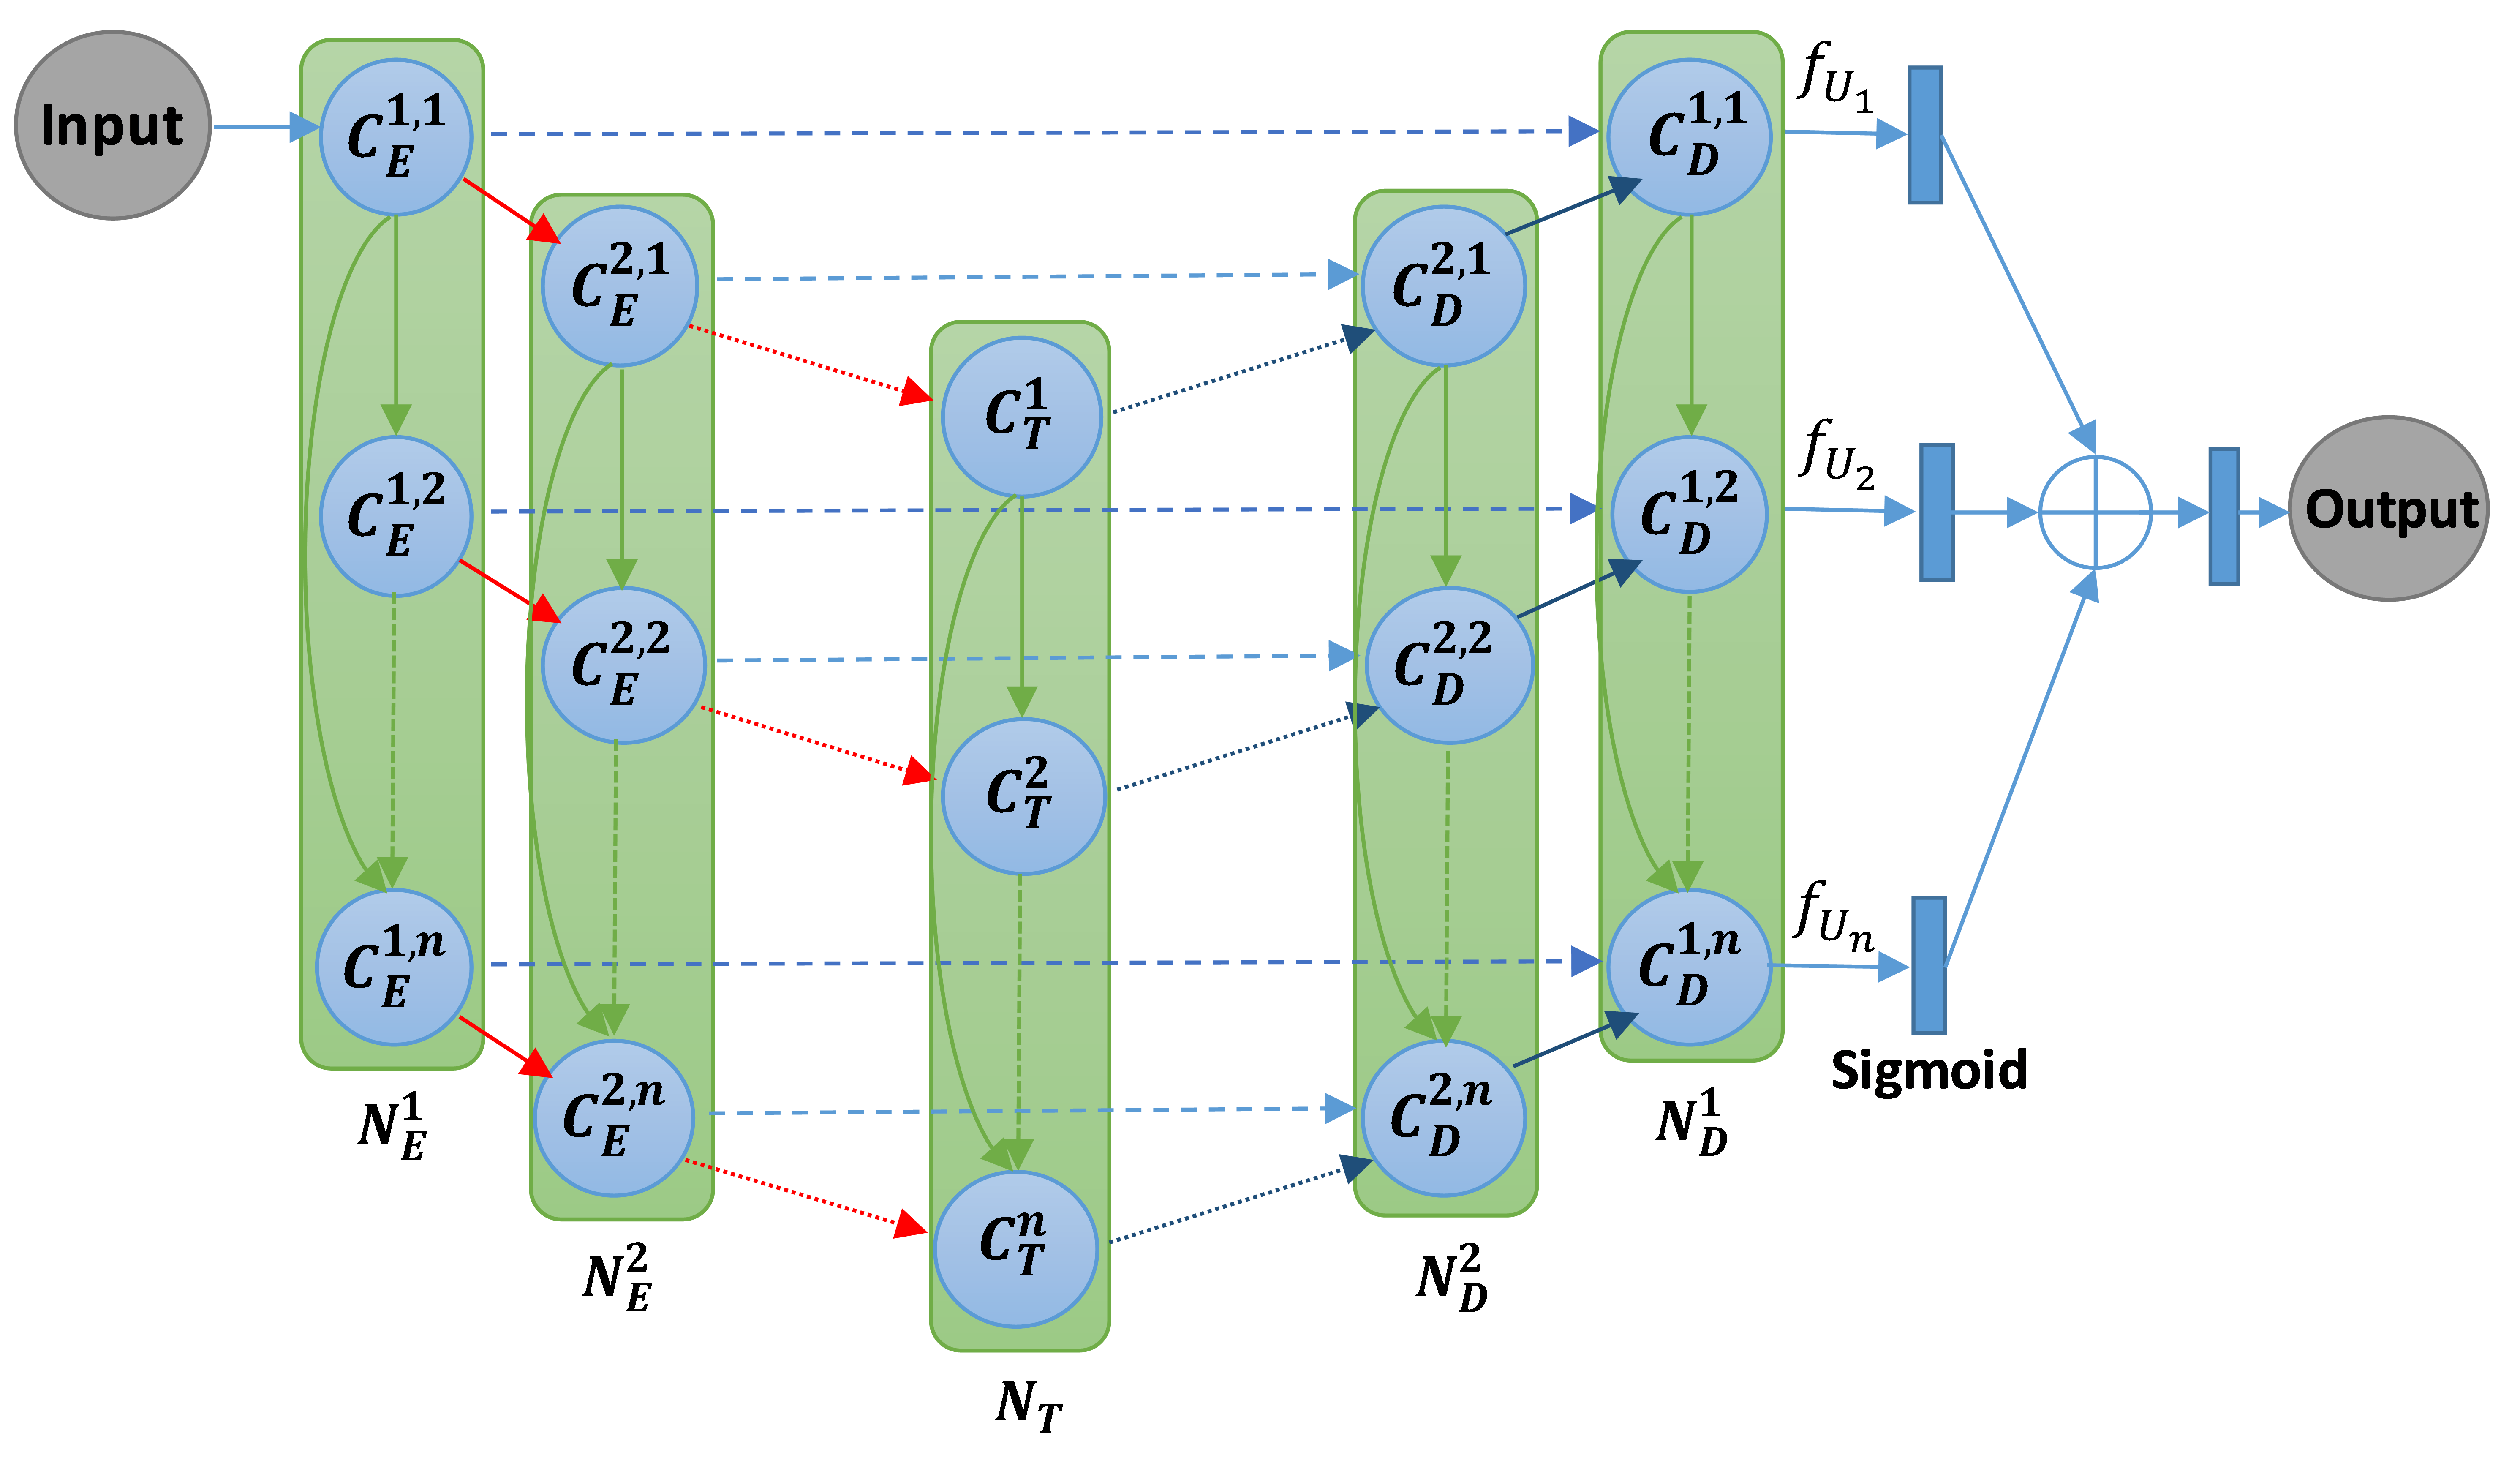 Input
C_E^{1,1}
C_E^{1,2}
C_E^{1,n}
N_E^1
C_E^{2,1}
C_E^{2,2}
C_E^{2,n}
N_E^2
C_T^1
C_T^2
C_T^n
N_T
C_D^{2,1}
C_D^{2,2}
C_D^{2,n}
N_D^2
C_D^{1,1}
C_D^{1,2}
C_D^{1,n}
N_D^1
f_{U_1}
f_{U_2}
f_{U_n}
Sigmoid
Output